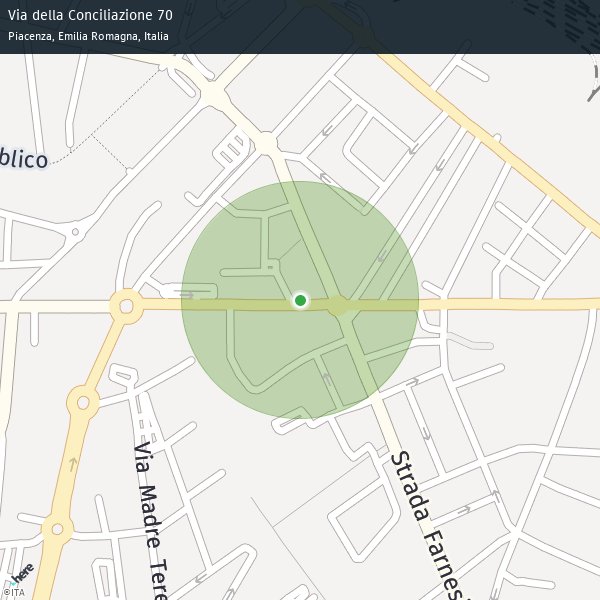 Via della Conciliazione 70
Piacenza, Emilia Romagna, Italia
blico
Via Madre Tere
Strada Farnes
here
©ITA